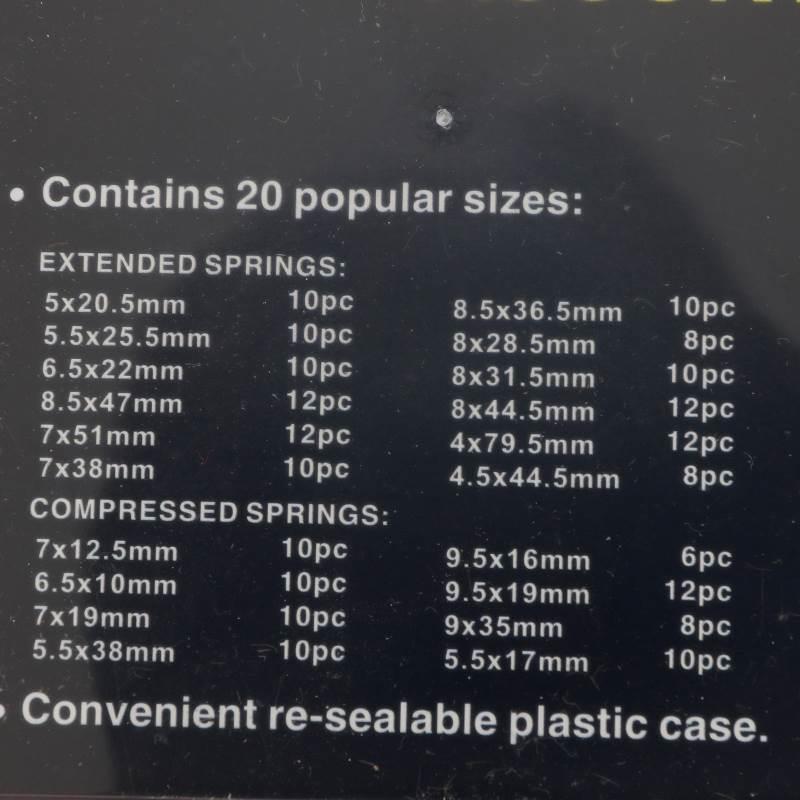 • Contains 20 popular sizes:
EXTENDED SPRINGS:
5x20.5mm 10pc 8.5x36.5mm 10pc
5.5x25.5mm 10pc 8x28.5mm 8pc
6.5x22mm 10pc 8x31.5mm 10pc
8.5x47mm 12pc 8x44.5mm 12pc
7x51mm 12pc 4x79.5mm 12pc
7x38mm 10pc 4.5x44.5mm 8pc
COMPRESSED SPRINGS:
7x12.5mm 10pc 9.5x16mm 6pc
6.5x10mm 10pc 9.5x19mm 12pc
7x19mm 10pc 9x35mm 8pc
5.5x38mm 10pc 5.5x17mm 10pc
• Convenient re-sealable plastic case.